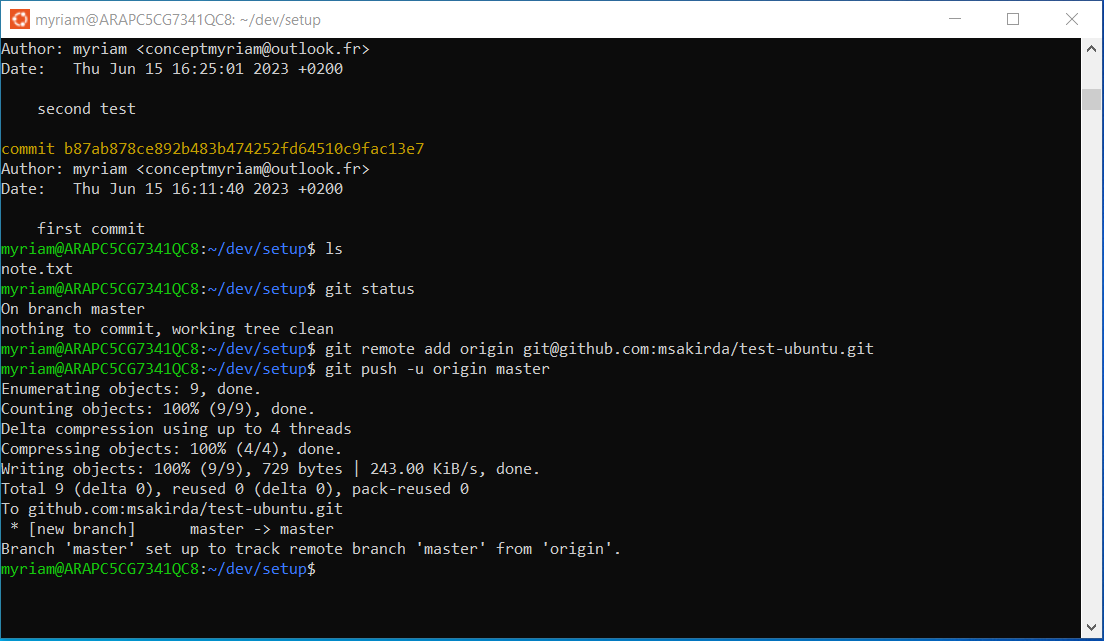 myriam@ARAPC5CG7341QC8: ~/dev/setup
Author: myriam <conceptmyriam@outlook.fr>
Date:   Thu Jun 15 16:25:01 2023 +0200
    second test
commit b87ab878ce892b483b474252fd64510c9fac13e7
Author: myriam <conceptmyriam@outlook.fr>
Date:   Thu Jun 15 16:11:40 2023 +0200
    first commit
myriam@ARAPC5CG7341QC8:~/dev/setup$ ls
note.txt
myriam@ARAPC5CG7341QC8:~/dev/setup$ git status
On branch master
nothing to commit, working tree clean
myriam@ARAPC5CG7341QC8:~/dev/setup$ git remote add origin git@github.com:msakirda/test-ubuntu.git
myriam@ARAPC5CG7341QC8:~/dev/setup$ git push -u origin master
Enumerating objects: 9, done.
Counting objects: 100% (9/9), done.
Delta compression using up to 4 threads
Compressing objects: 100% (4/4), done.
Writing objects: 100% (9/9), 729 bytes | 243.00 KiB/s, done.
Total 9 (delta 0), reused 0 (delta 0), pack-reused 0
To github.com:msakirda/test-ubuntu.git
 * [new branch]      master -> master
Branch 'master' set up to track remote branch 'master' from 'origin'.
myriam@ARAPC5CG7341QC8:~/dev/setup$